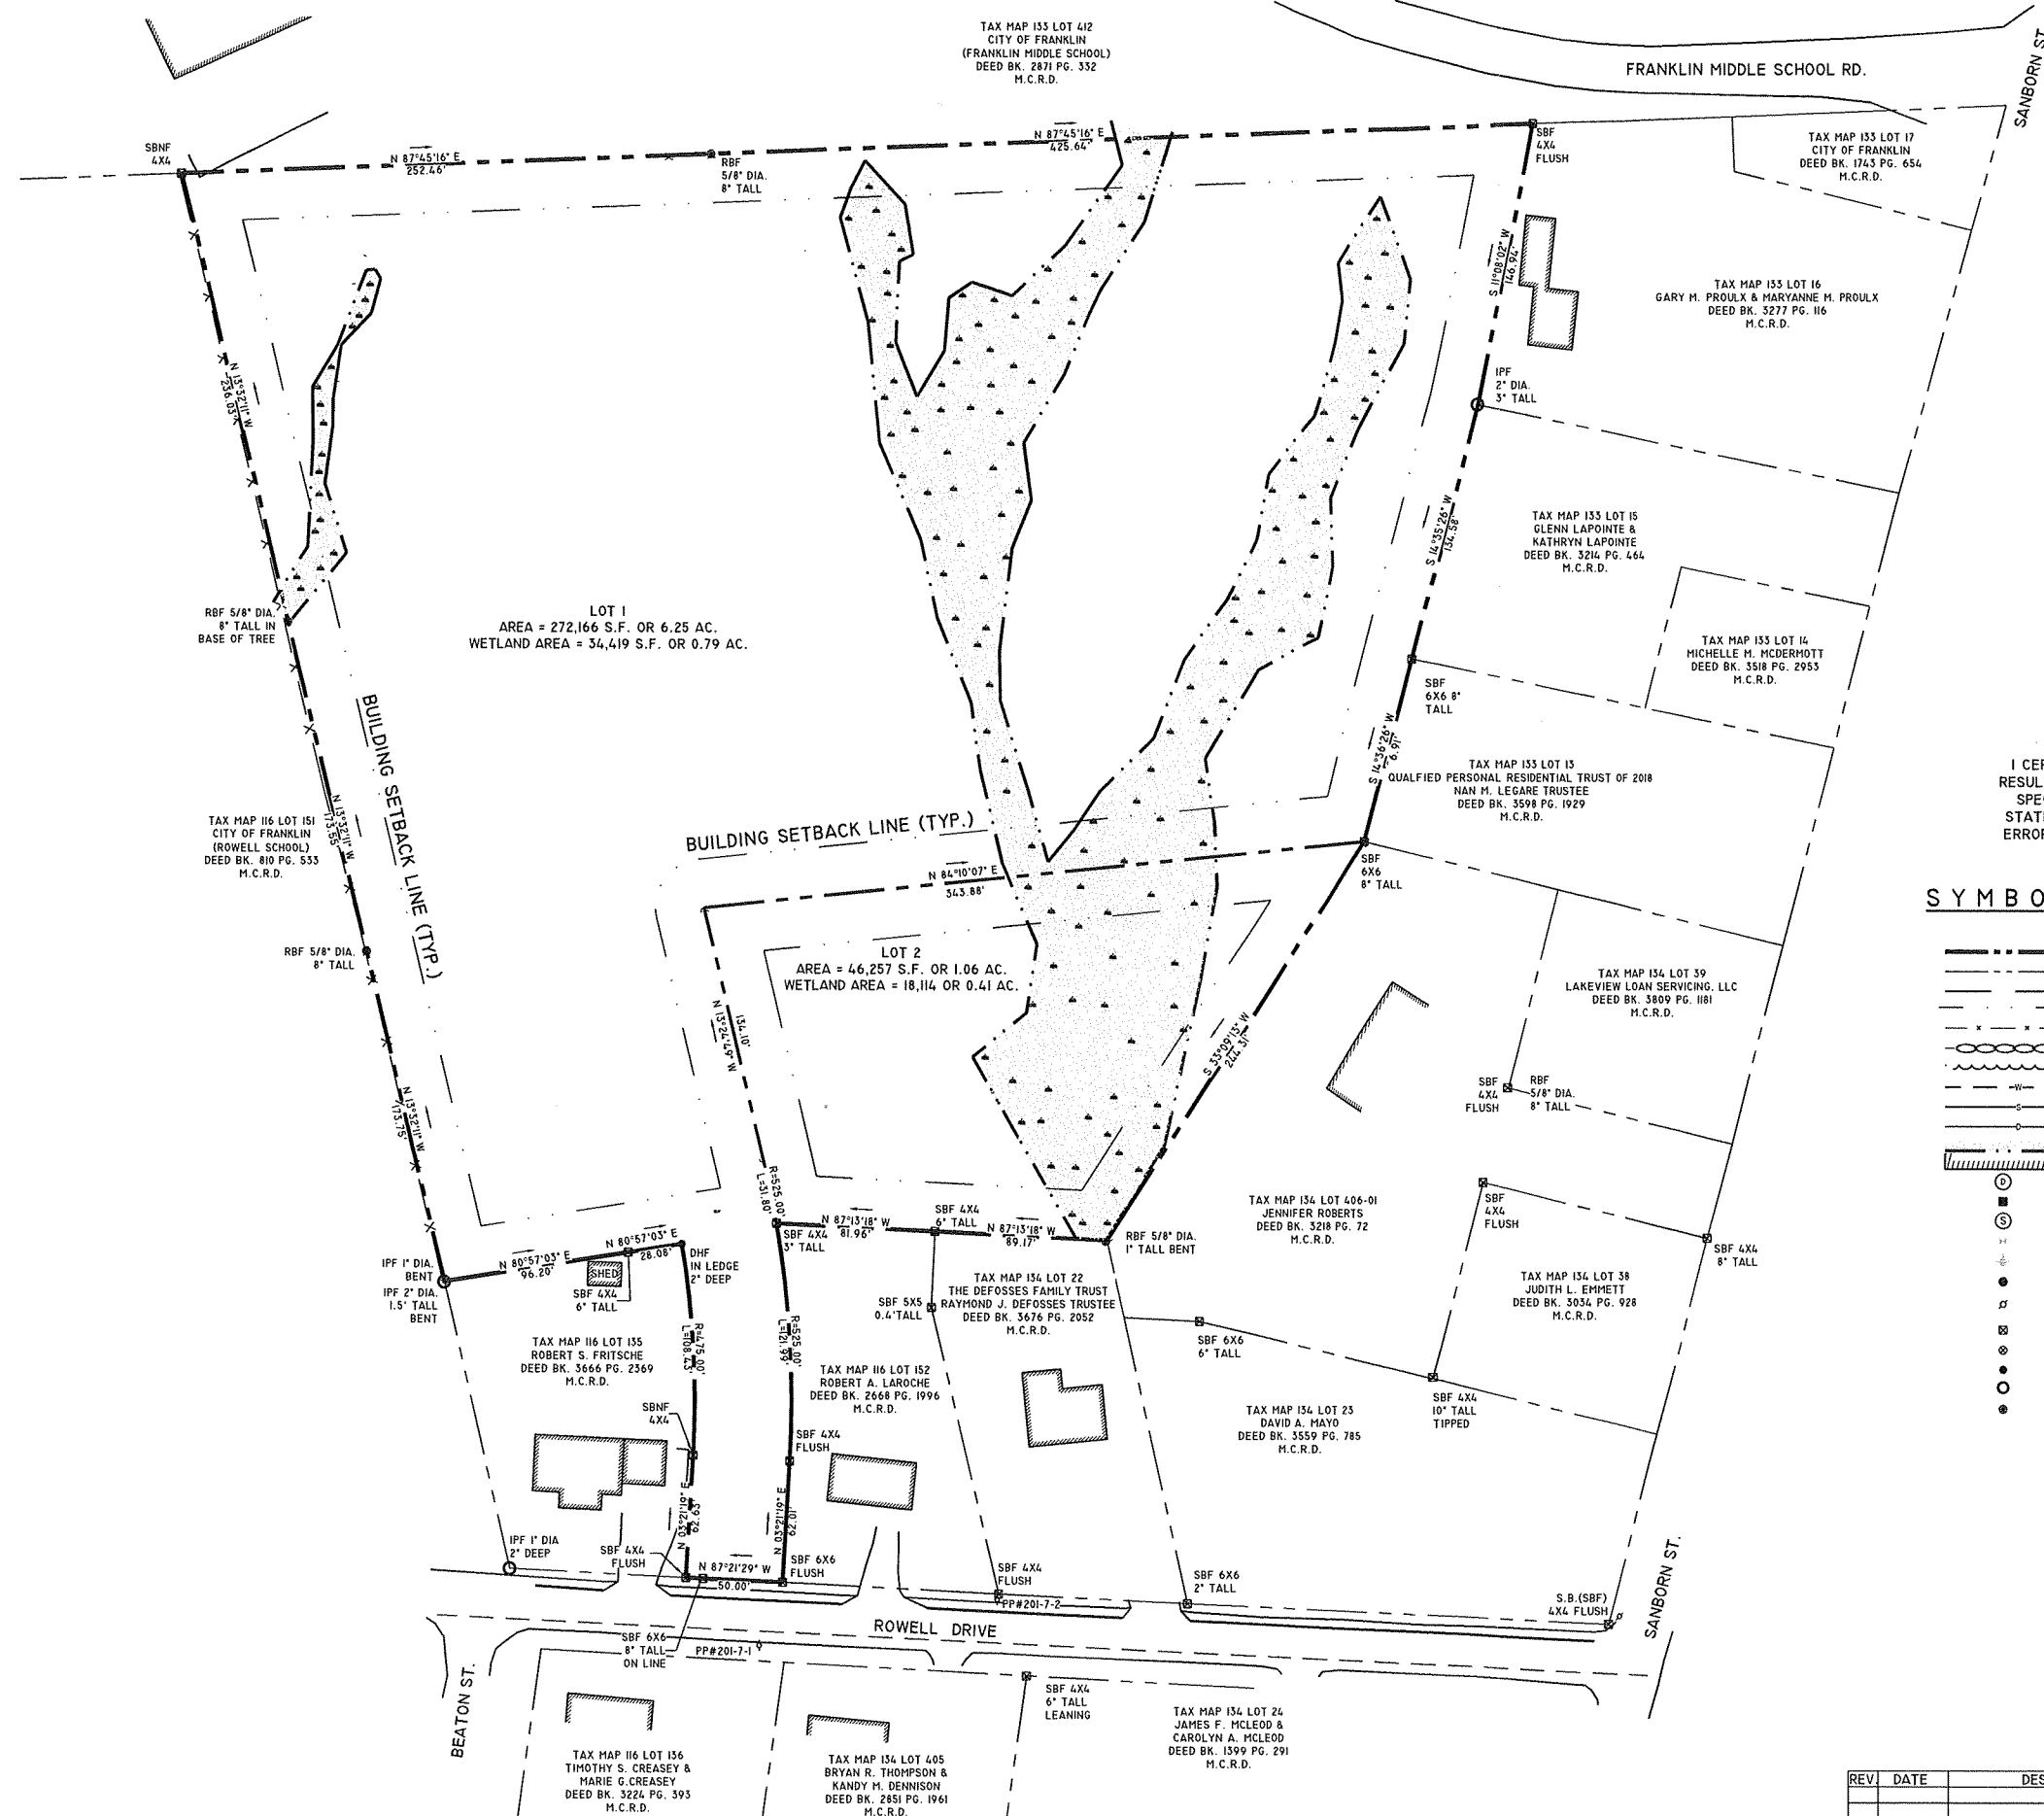 TAX MAP 133 LOT 412
CITY OF FRANKLIN
(FRANKLIN MIDDLE SCHOOL)
DEED BK. 2871 PG. 332
M.C.R.D.
FRANKLIN MIDDLE SCHOOL RD.
SANBORN ST.
SBNF
4X4
N 87°45'16" E
252.46'
RBF
5/8" DIA.
8" TALL
N 87°45'16" E
425.64'
SBF
4X4
FLUSH
TAX MAP 133 LOT 17
CITY OF FRANKLIN
DEED BK. 1743 PG. 654
M.C.R.D.
S 11°08'02" W
146.94'
TAX MAP 133 LOT 16
GARY M. PROULX & MARYANNE M. PROULX
DEED BK. 3277 PG. 116
M.C.R.D.
N 13°32'11" W
236.03'
IPF
2" DIA.
3" TALL
S 14°35'26" W
134.58'
TAX MAP 133 LOT 15
GLENN LAPOINTE &
KATHRYN LAPOINTE
DEED BK. 3214 PG. 464
M.C.R.D.
RBF 5/8" DIA.
8" TALL IN
BASE OF TREE
LOT 1
AREA = 272,166 S.F. OR 6.25 AC.
WETLAND AREA = 34,419 S.F. OR 0.79 AC.
TAX MAP 133 LOT 14
MICHELLE M. MCDERMOTT
DEED BK. 3518 PG. 2953
M.C.R.D.
SBF
6X6 8"
TALL
BUILDING SETBACK LINE (TYP.)
S 14°36'26" W
6.91'
TAX MAP 133 LOT 13
QUALFIED PERSONAL RESIDENTIAL TRUST OF 2018
NAN M. LEGARE TRUSTEE
DEED BK. 3598 PG. 1929
M.C.R.D.
I CER
RESUL
SPE
STAT
ERRO
TAX MAP 116 LOT 151
CITY OF FRANKLIN
(ROWELL SCHOOL)
DEED BK. 810 PG. 533
M.C.R.D.
N 13°32'11" W
173.55'
BUILDING SETBACK LINE (TYP.)
N 84°10'07" E
343.88'
SBF
6X6
8" TALL
SYMBO
RBF 5/8" DIA.
8" TALL
LOT 2
AREA = 46,257 S.F. OR 1.06 AC.
WETLAND AREA = 18,114 OR 0.41 AC.
TAX MAP 134 LOT 39
LAKEVIEW LOAN SERVICING, LLC
DEED BK. 3809 PG. 1181
M.C.R.D.
134.10'
N 13°24'49" W
S 33°09'13" W
244.31'
SBF
4X4
FLUSH
RBF
5/8" DIA.
8" TALL
W
S
D
D
S
N 13°32'11" W
173.75'
R=525.00'
L=31.80'
TAX MAP 134 LOT 406-01
JENNIFER ROBERTS
DEED BK. 3218 PG. 72
M.C.R.D.
SBF
4X4
FLUSH
N 87°13'18" W
81.96'
SBF 4X4
6" TALL
N 87°13'18" W
89.17'
SBF 4X4
3" TALL
RBF 5/8" DIA.
1" TALL BENT
SBF 4X4
8" TALL
IPF 1" DIA.
BENT
IPF 2" DIA.
1.5' TALL
BENT
N 80°57'03" E
96.20'
N 80°57'03" E
28.08'
SHED
SBF 4X4
6" TALL
DHF
IN LEDGE
2" DEEP
SBF 5X5
0.4'TALL
TAX MAP 134 LOT 22
THE DEFOSSES FAMILY TRUST
RAYMOND J. DEFOSSES TRUSTEE
DEED BK. 3676 PG. 2052
M.C.R.D.
TAX MAP 134 LOT 38
JUDITH L. EMMETT
DEED BK. 3034 PG. 928
M.C.R.D.
TAX MAP 116 LOT 135
ROBERT S. FRITSCHE
DEED BK. 3666 PG. 2369
M.C.R.D.
R=475.00'
L=108.43'
R=525.00'
L=121.99'
SBF 6X6
6" TALL
TAX MAP 116 LOT 152
ROBERT A. LAROCHE
DEED BK. 2668 PG. 1996
M.C.R.D.
SBNF
4X4
SBF 4X4
10" TALL
TIPPED
TAX MAP 134 LOT 23
DAVID A. MAYO
DEED BK. 3559 PG. 785
M.C.R.D.
SBF 4X4
FLUSH
N 03°21'19" E
62.63'
N 03°21'19" E
62.01'
IPF 1" DIA
2" DEEP
SBF 4X4
FLUSH
N 87°21'29" W
50.00'
SBF 6X6
FLUSH
SBF 4X4
FLUSH
PP#201-7-2
SBF 6X6
2" TALL
S.B.(SBF)
4X4 FLUSH
SANBORN ST.
ROWELL DRIVE
SBF 6X6
8" TALL
ON LINE
PP#201-7-1
BEATON ST.
SBF 4X4
6" TALL
LEANING
TAX MAP 134 LOT 24
JAMES F. MCLEOD &
CAROLYN A. MCLEOD
DEED BK. 1399 PG. 291
M.C.R.D.
TAX MAP 116 LOT 136
TIMOTHY S. CREASEY &
MARIE G.CREASEY
DEED BK. 3224 PG. 393
M.C.R.D.
TAX MAP 134 LOT 405
BRYAN R. THOMPSON &
KANDY M. DENNISON
DEED BK. 2851 PG. 1961
M.C.R.D.
REV. DATE DES